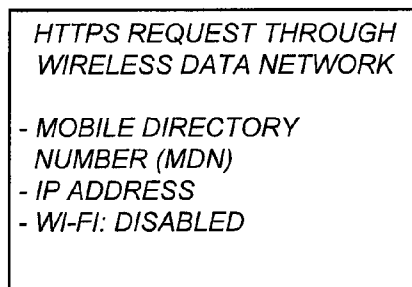 HTTPS REQUEST THROUGH
WIRELESS DATA NETWORK
- MOBILE DIRECTORY
NUMBER (MDN)
- IP ADDRESS
- WI-FI: DISABLED